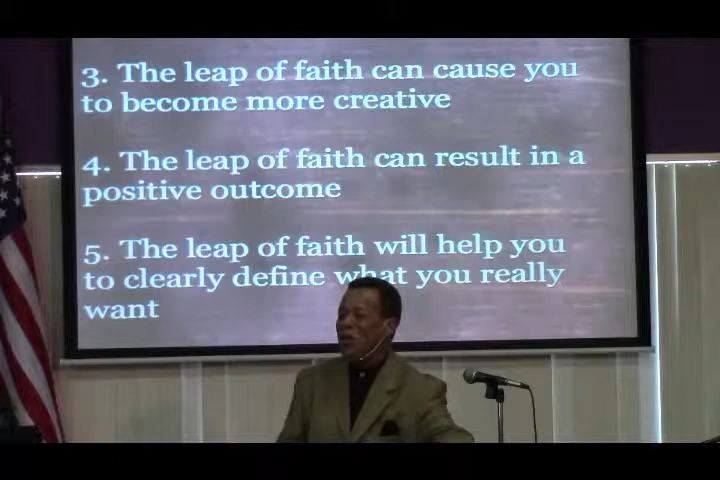 3. The leap of faith can cause you
to become more creative
4. The leap of faith can result in a
positive outcome
5. The leap of faith will help you
to clearly define what you really
want